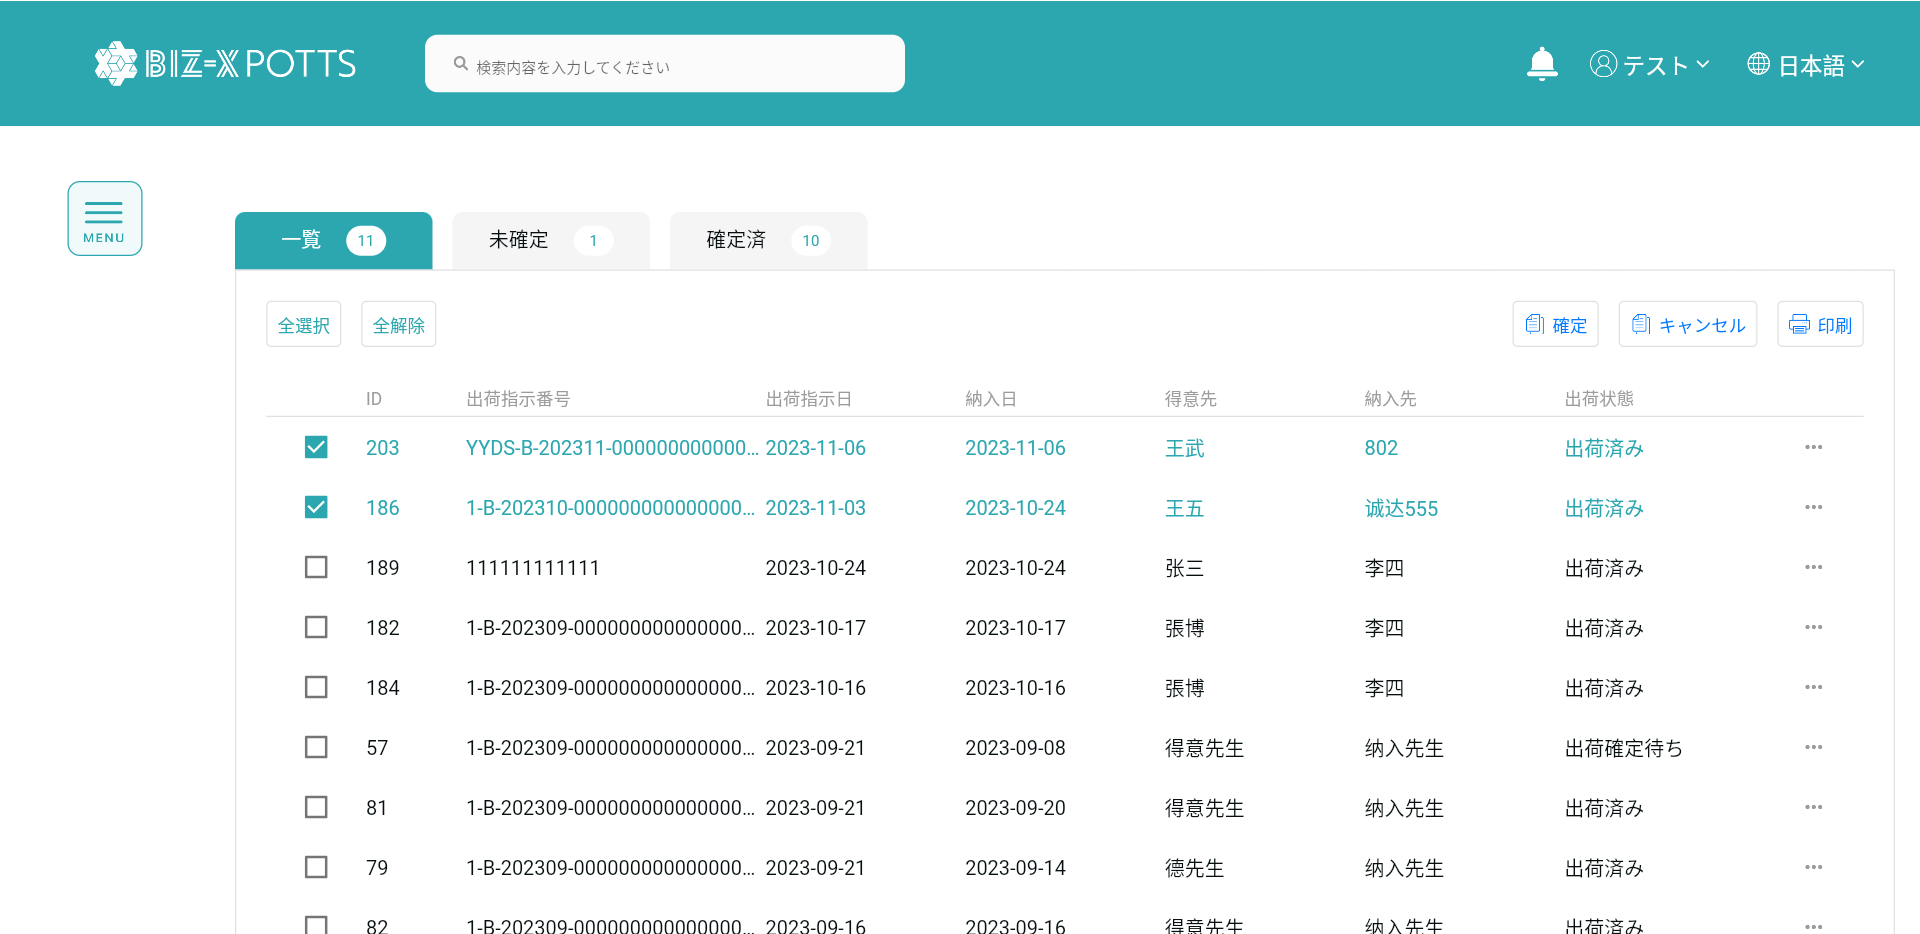 BIZ=X POTTS
検索内容を入力してください
テスト
日本語
MENU
一覧 11
未確定 1
確定済 10
全選択 全解除 確定 キャンセル 印刷
ID 出荷指示番号 出荷指示日 納入日 得意先 納入先 出荷状態
203 YYDS-B-202311-000000000000... 2023-11-06 2023-11-06 王武 802 出荷済み ...
186 1-B-202310-000000000000000... 2023-11-03 2023-10-24 王五 诚达555 出荷済み ...
189 111111111111 2023-10-24 2023-10-24 张三 李四 出荷済み ...
182 1-B-202309-000000000000000... 2023-10-17 2023-10-17 張博 李四 出荷済み ...
184 1-B-202309-000000000000000... 2023-10-16 2023-10-16 張博 李四 出荷済み ...
57 1-B-202309-000000000000000... 2023-09-21 2023-09-08 得意先生 纳入先生 出荷確定待ち ...
81 1-B-202309-000000000000000... 2023-09-21 2023-09-20 得意先生 纳入先生 出荷済み ...
79 1-B-202309-000000000000000... 2023-09-21 2023-09-14 德先生 纳入先生 出荷済み ...
82 1-B-202309-000000000000000... 2023-09-16 2023-09-16 得意先生 纳入先生 出荷済み ...